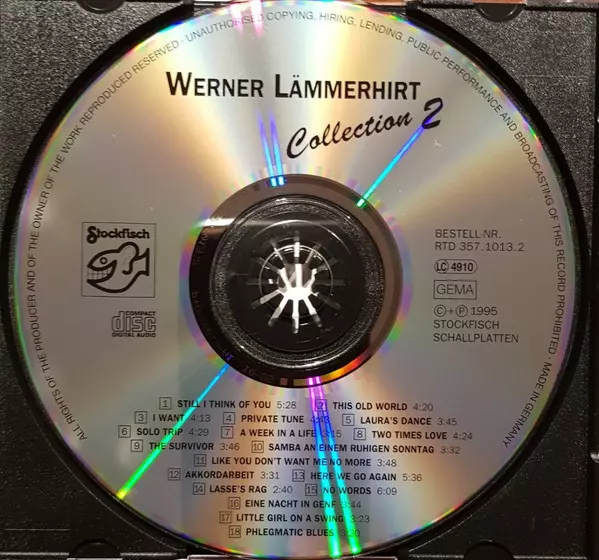 ALL RIGHTS OF THE PRODUCER AND OF THE OWNER OF THE WORK REPRODUCED RESERVED · UNAUTHORISED COPYING, HIRING, LENDING, PUBLIC PERFORMANCE AND BROADCASTING OF THIS RECORD PROHIBITED · MADE IN GERMANY
WERNER LÄMMERHIRT
Collection 2
Stockfisch
COMPACT
disc
DIGITAL AUDIO
BESTELL-NR.
RTD 357.1013.2
LC 4910
GEMA
©+Ⓟ 1995
STOCKFISCH
SCHALLPLATTEN
1 STILL I THINK OF YOU 5:28 2 THIS OLD WORLD 4:20
3 I WANT 4:13 4 PRIVATE TUNE 5 LAURA'S DANCE 3:45
6 SOLO TRIP 4:29 7 A WEEK IN A LIFE 3:15 8 TWO TIMES LOVE 4:24
9 THE SURVIVOR 3:46 10 SAMBA AN EINEM RUHIGEN SONNTAG 3:32
11 LIKE YOU DON'T WANT ME NO MORE 3:48
12 AKKORDARBEIT 3:31 13 HERE WE GO AGAIN 5:36
14 LASSE'S RAG 2:40 15 NO WORDS 6:09
16 EINE NACHT IN GENF 3:44
17 LITTLE GIRL ON A SWING 3:23
18 PHLEGMATIC BLUES 3:20